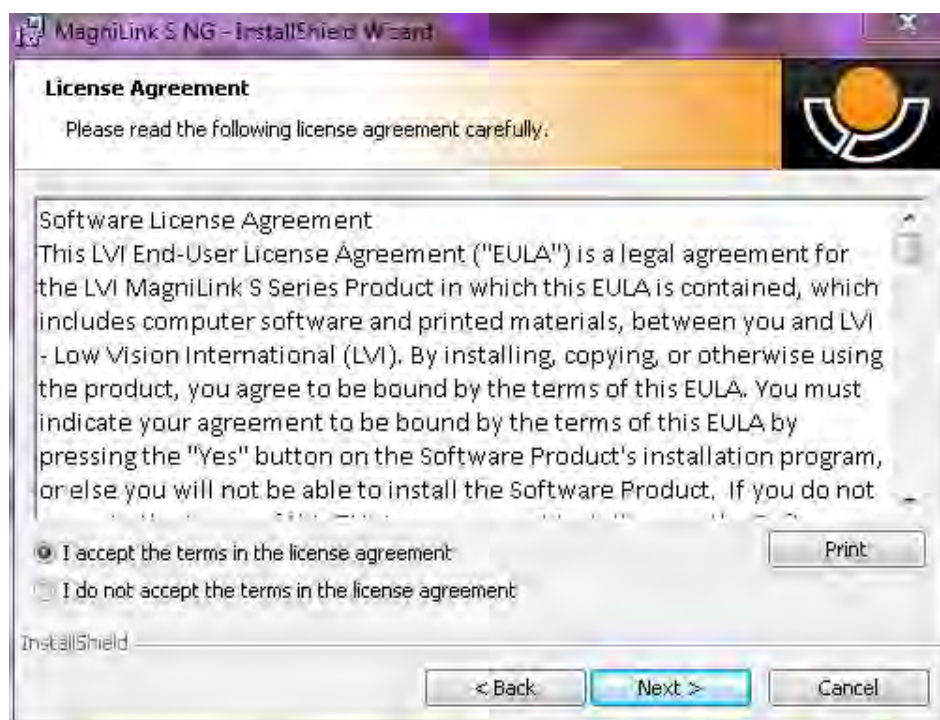 MagniLink S NG - InstallShield Wizard
License Agreement
Please read the following license agreement carefully.
Software License Agreement
This LVI End-User License Agreement ("EULA") is a legal agreement for
the LVI MagniLink S Series Product in which this EULA is contained, which
includes computer software and printed materials, between you and LVI
- Low Vision International (LVI). By installing, copying, or otherwise using
the product, you agree to be bound by the terms of this EULA. You must
indicate your agreement to be bound by the terms of this EULA by
pressing the "Yes" button on the Software Product's installation program,
or else you will not be able to install the Software Product. If you do not
I accept the terms in the license agreement
Print
I do not accept the terms in the license agreement
InstallShield
< Back
Next >
Cancel